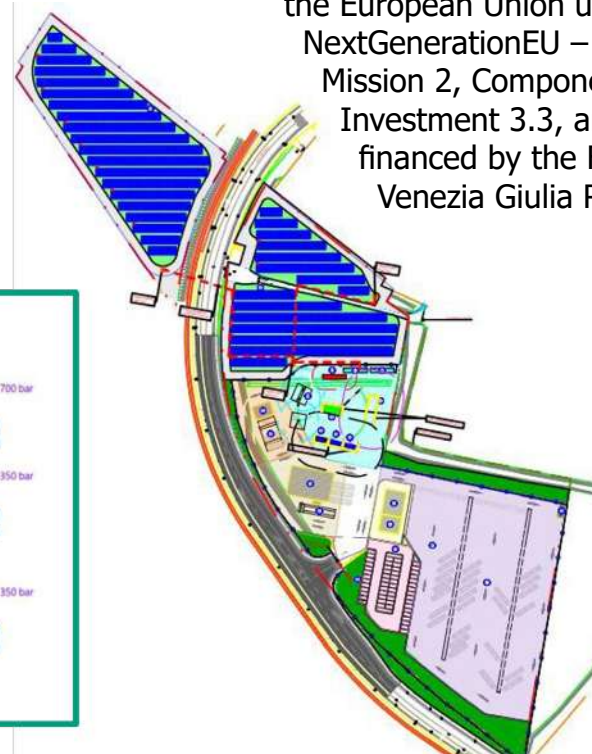 the European Union u
NextGenerationEU –
Mission 2, Compone
Investment 3.3, a
financed by the
Venezia Giulia
700 bar
350 bar
350 bar